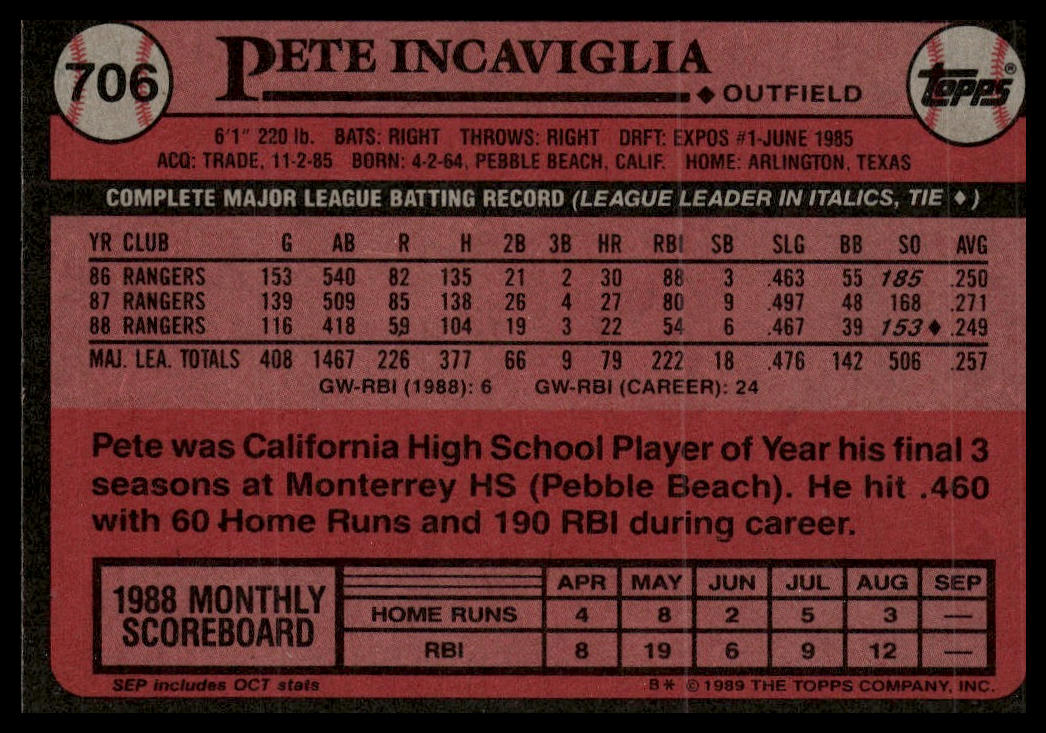 706 PETE INCAVIGLIA
◆ OUTFIELD
TOPPS®
6'1" 220 lb. BATS: RIGHT THROWS: RIGHT DRFT: EXPOS #1-JUNE 1985
ACQ: TRADE, 11-2-85 BORN: 4-2-64, PEBBLE BEACH, CALIF. HOME: ARLINGTON, TEXAS
COMPLETE MAJOR LEAGUE BATTING RECORD (LEAGUE LEADER IN ITALICS, TIE ◆)
YR CLUB G AB R H 2B 3B HR RBI SB SLG BB SO AVG
86 RANGERS 153 540 82 135 21 2 30 88 3 .463 55 185 .250
87 RANGERS 139 509 85 138 26 4 27 80 9 .497 48 168 .271
88 RANGERS 116 418 59 104 19 3 22 54 6 .467 39 153◆ .249
MAJ. LEA. TOTALS 408 1467 226 377 66 9 79 222 18 .476 142 506 .257
GW-RBI (1988): 6 GW-RBI (CAREER): 24
Pete was California High School Player of Year his final 3
seasons at Monterrey HS (Pebble Beach). He hit .460
with 60 Home Runs and 190 RBI during career.
1988 MONTHLY
SCOREBOARD
APR MAY JUN JUL AUG SEP
HOME RUNS 4 8 2 5 3 —
RBI 8 19 6 9 12 —
SEP includes OCT stats
B* © 1989 THE TOPPS COMPANY, INC.